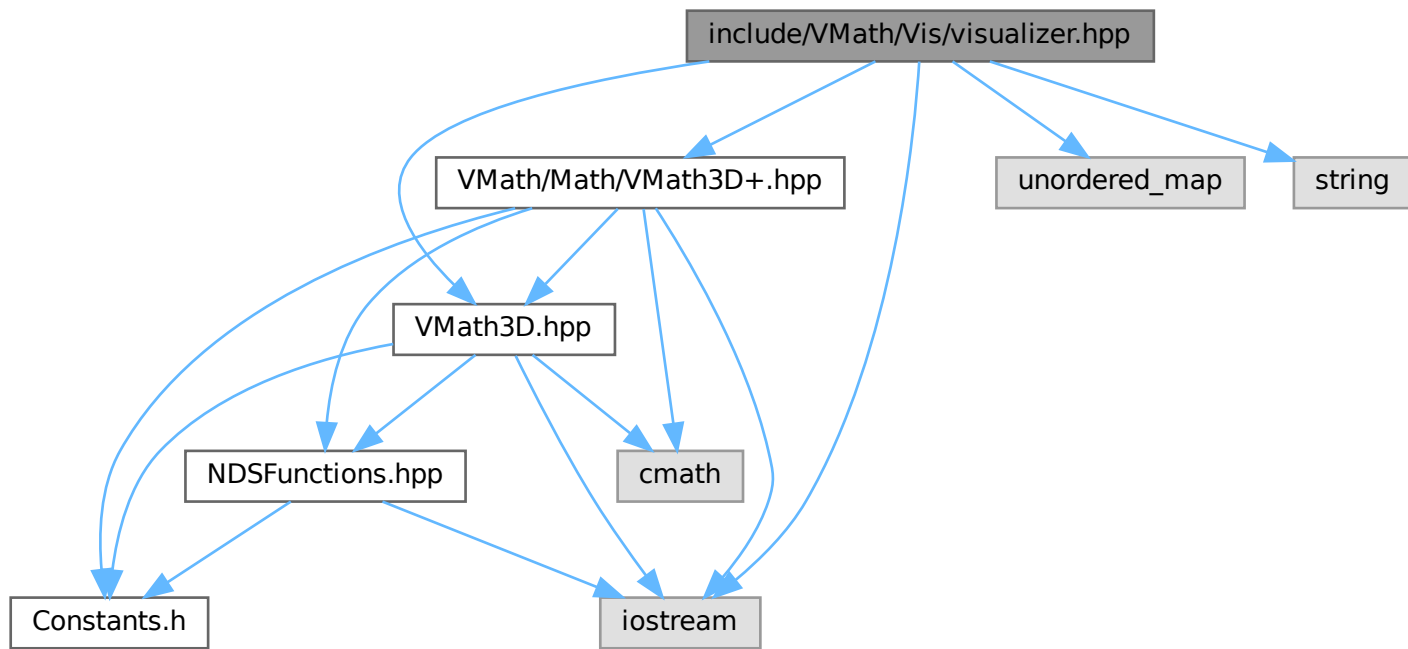 include/VMath/Vis/visualizer.hpp
VMath/Math/VMath3D+.hpp
unordered_map
string
VMath3D.hpp
NDSFunctions.hpp
cmath
Constants.h
iostream